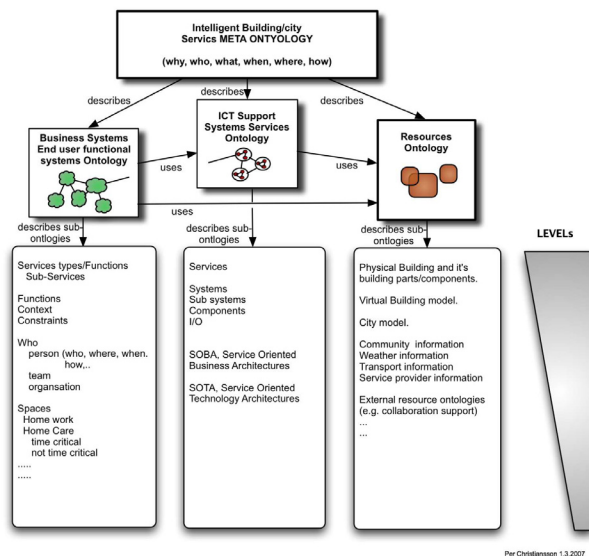 Intelligent Building/city
Servics META ONTYOLOGY
(why, who, what, when, where, how)
describes
describes
describes
Business Systems
End user functional
systems Ontology
ICT Support
Systems Services
Ontology
Resources
Ontology
uses
uses
uses
describes sub-
ontlogies
describes sub-
ontlogies
describes sub-
ontlogies
LEVELs
Services types/Functions
Sub-Services
Functions
Context
Constraints
Who
person (who, where, when.
how,..
team
organsation
Spaces
Home work
Home Care
time critical
not time critical
.....
.....
Services
Systems
Sub systems
Components
I/O
SOBA, Service Oriented
Business Architectures
SOTA, Service Oriented
Technology Architectures
Physical Building and it's
building parts/components.
Virtual Building model.
City model.
Community information
Weather information
Transport information
Service provider information
External resource ontologies
(e.g. collaboration support)
...
...
Per Christiansson 1.3.2007